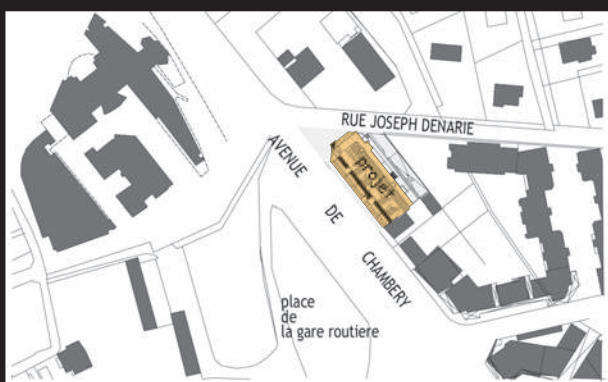 RUE JOSEPH DENARIE
AVENUE
DE
CHAMBERY
projet
place
de
la gare routiere